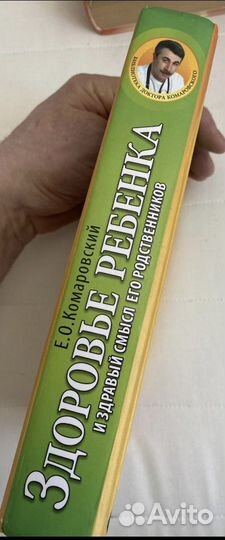 БИБЛИОТЕКА ДОКТОРА КОМАРОВСКОГО
Е.О.Комаровский
ЗДОРОВЬЕ РЕБЕНКА
И ЗДРАВЫЙ СМЫСЛ ЕГО РОДСТВЕННИКОВ
Avito